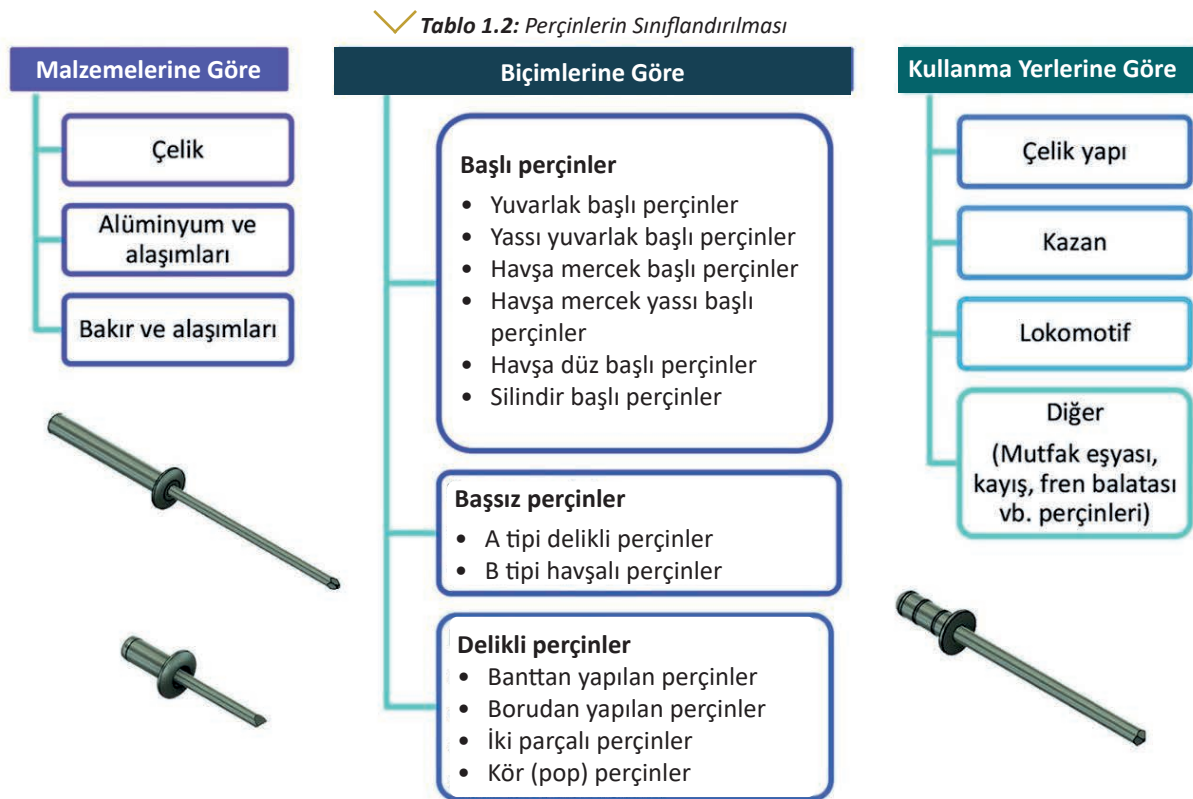 Tablo 1.2: Perçinlerin Sınıflandırılması
Malzemelerine Göre
Çelik
Alüminyum ve
alaşımları
Bakır ve alaşımları
Biçimlerine Göre
Başlı perçinler
• Yuvarlak başlı perçinler
• Yassı yuvarlak başlı perçinler
• Havşa mercek başlı perçinler
• Havşa mercek yassı başlı
perçinler
• Havşa düz başlı perçinler
• Silindir başlı perçinler
Başsız perçinler
• A tipi delikli perçinler
• B tipi havşalı perçinler
Delikli perçinler
• Banttan yapılan perçinler
• Borudan yapılan perçinler
• İki parçalı perçinler
• Kör (pop) perçinler
Kullanma Yerlerine Göre
Çelik yapı
Kazan
Lokomotif
Diğer
(Mutfak eşyası,
kayış, fren balatası
vb. perçinleri)